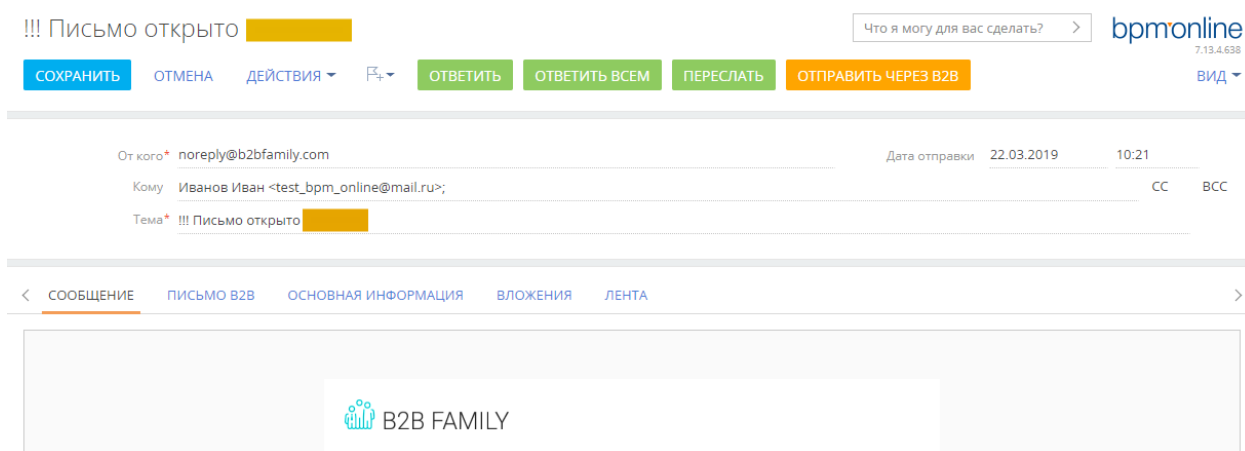 !!! Письмо открыто
Что я могу для вас сделать?
bpmonline
7.13.4.638
СОХРАНИТЬ ОТМЕНА ДЕЙСТВИЯ ОТВЕТИТЬ ОТВЕТИТЬ ВСЕМ ПЕРЕСЛАТЬ ОТПРАВИТЬ ЧЕРЕЗ B2B ВИД
От кого* noreply@b2bfamily.com Дата отправки 22.03.2019 10:21
Кому Иванов Иван <test_bpm_online@mail.ru>; CC BCC
Тема* !!! Письмо открыто
СООБЩЕНИЕ ПИСЬМО B2B ОСНОВНАЯ ИНФОРМАЦИЯ ВЛОЖЕНИЯ ЛЕНТА
B2B FAMILY